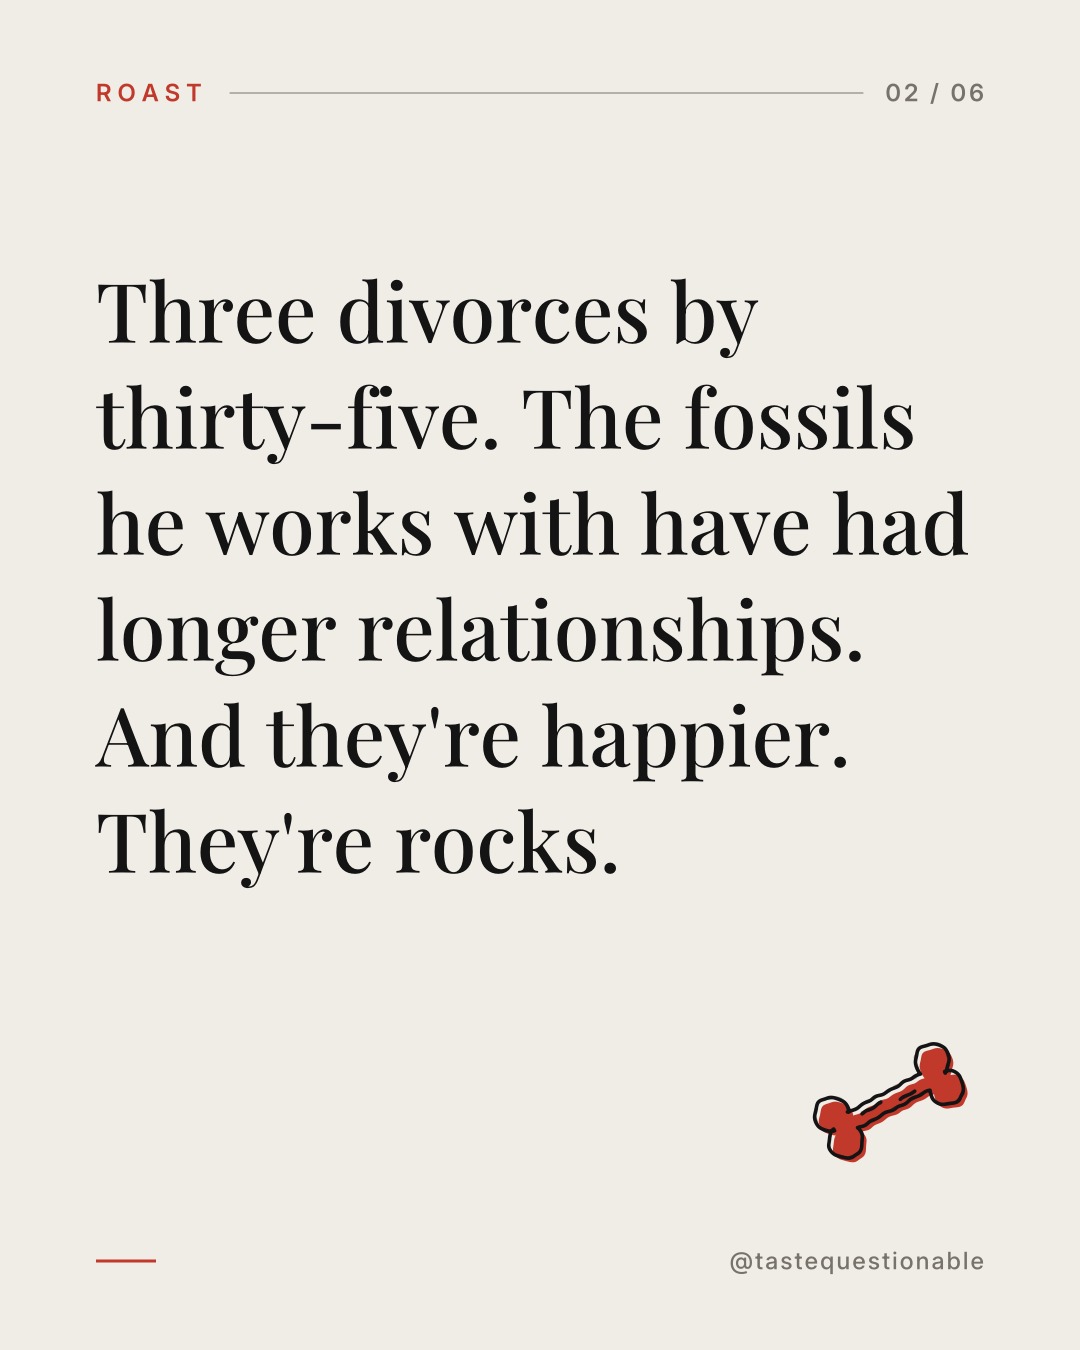 ROAST 02 / 06
Three divorces by
thirty-five. The fossils
he works with have had
longer relationships.
And they're happier.
They're rocks.
@tastequestionable